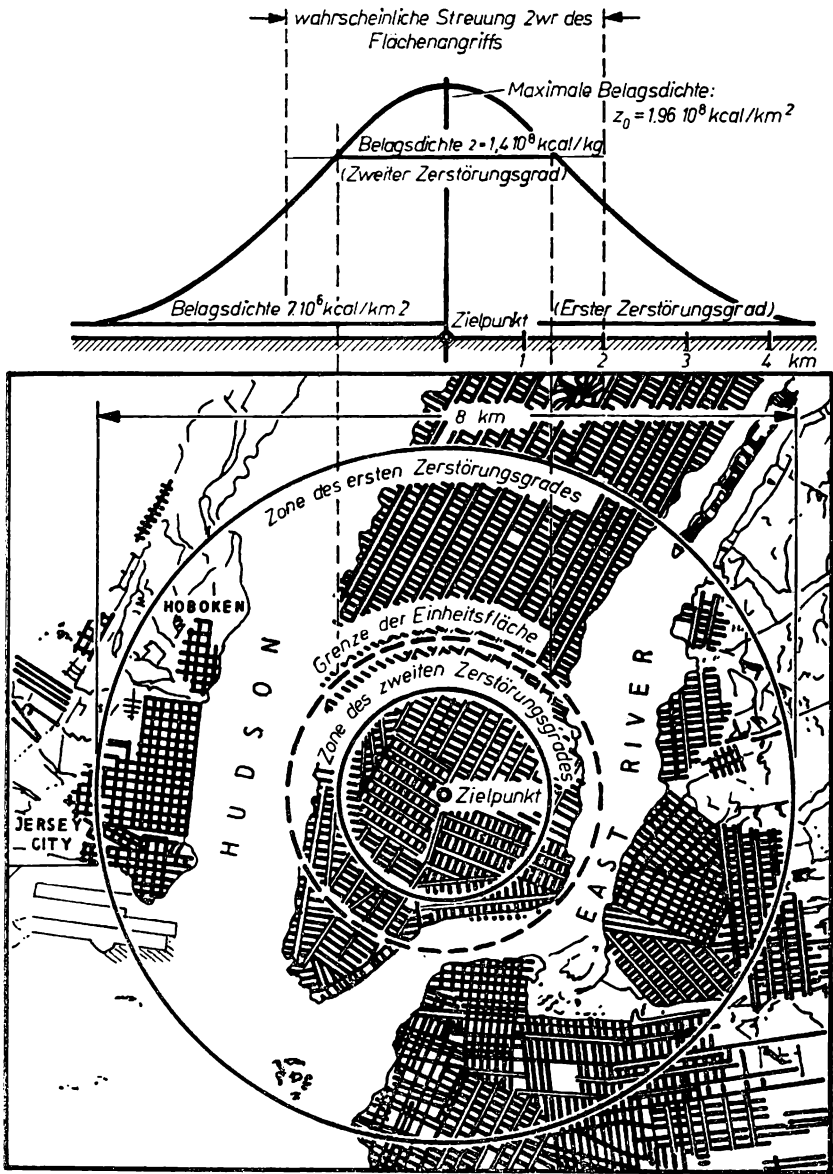 wahrscheinliche Streuung 2wr des
Flächenangriffs
Maximale Belagsdichte:
z₀ = 1.96 10⁸ kcal/km²
Belagsdichte z = 1,4 10⁸ kcal/kg
(Zweiter Zerstörungsgrad)
Belagsdichte 7.10⁶ kcal/km 2
(Erster Zerstörungsgrad)
Zielpunkt
1 2 3 4 km
8 km
Zone des ersten Zerstörungsgrades
HOBOKEN
Grenze der Einheitsfläche
Zone des zweiten Zerstörungsgrades
HUDSON
EAST RIVER
Zielpunkt
JERSEY
CITY